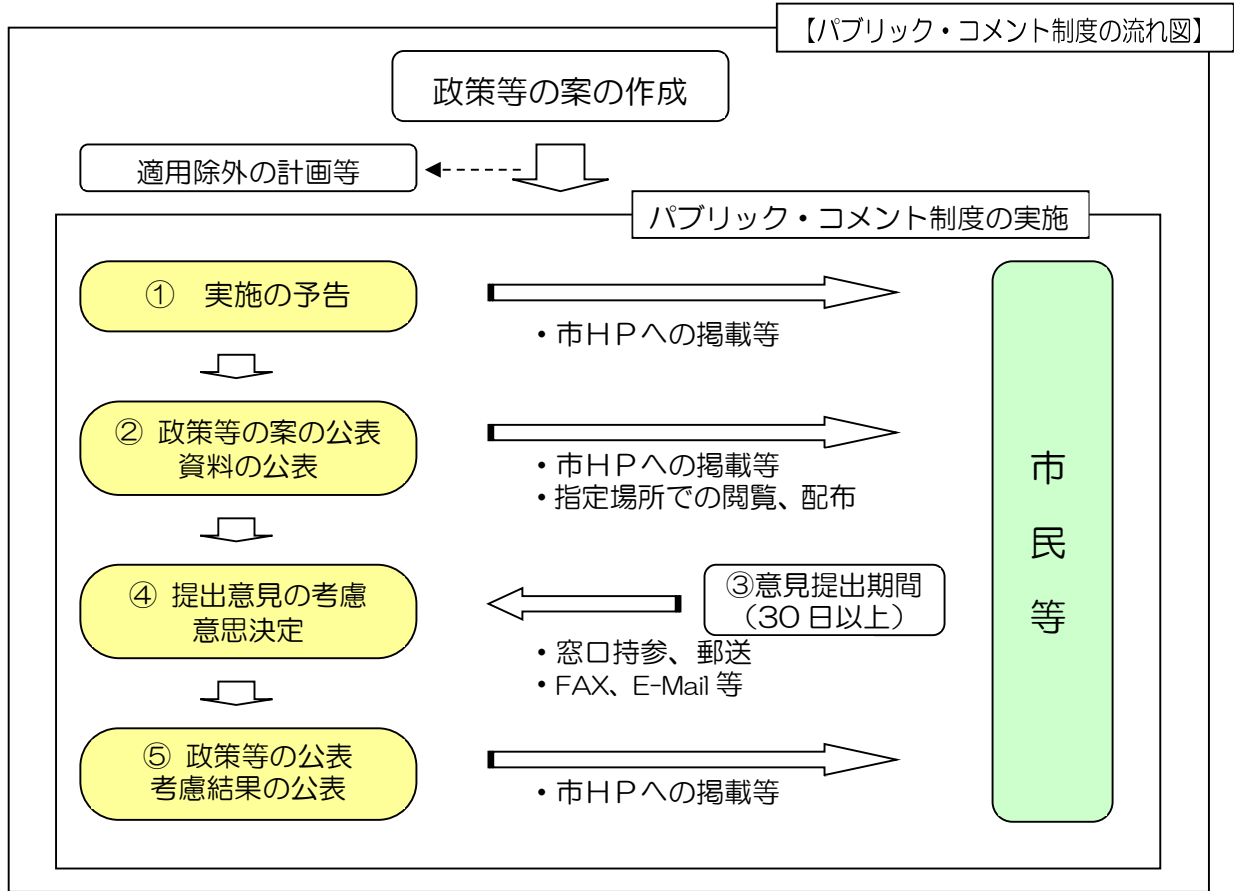 【パブリック・コメント制度の流れ図】
政策等の案の作成
適用除外の計画等
パブリック・コメント制度の実施
① 実施の予告
・市HPへの掲載等
② 政策等の案の公表
資料の公表
・市HPへの掲載等
・指定場所での閲覧、配布
③意見提出期間
（30日以上）
④ 提出意見の考慮
意思決定
・窓口持参、郵送
・FAX、E-Mail等
⑤ 政策等の公表
考慮結果の公表
・市HPへの掲載等
市
民
等